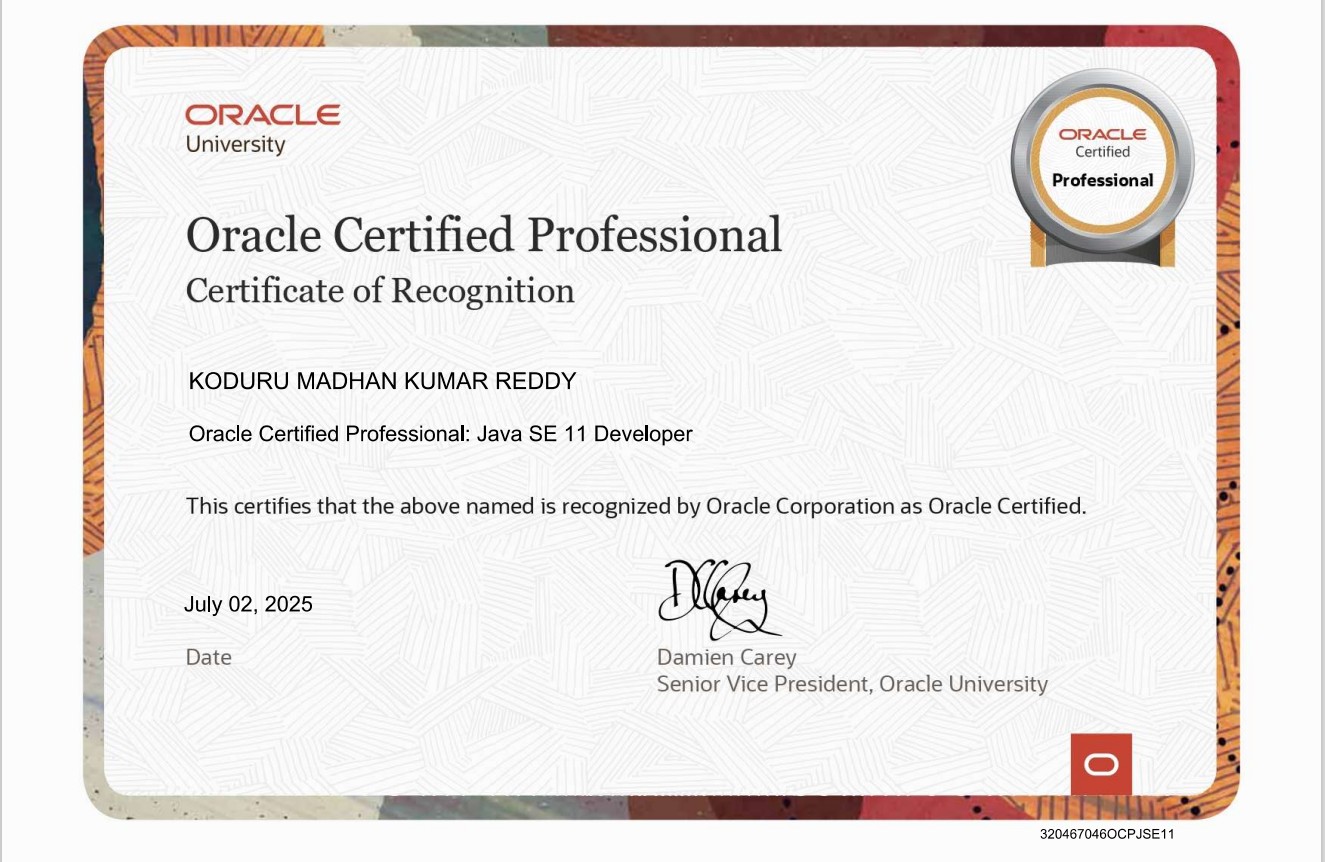 ORACLE
University
ORACLE
Certified
Professional
Oracle Certified Professional
Certificate of Recognition
KODURU MADHAN KUMAR REDDY
Oracle Certified Professional: Java SE 11 Developer
This certifies that the above named is recognized by Oracle Corporation as Oracle Certified.
DCCarey
July 02, 2025
Date
Damien Carey
Senior Vice President, Oracle University
320467046OCPJSE11